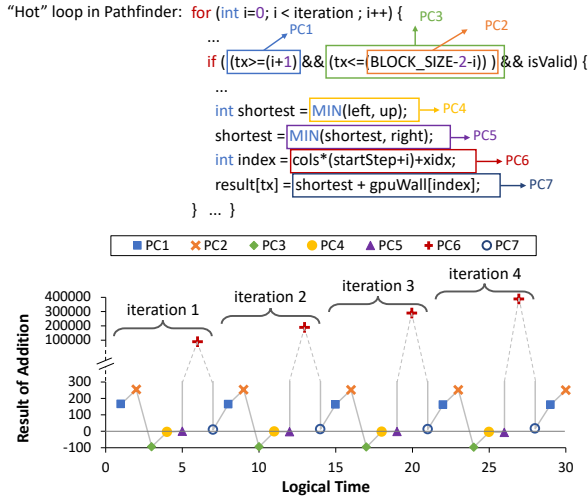 "Hot" loop in Pathfinder: for (int i=0; i < iteration ; i++) {
PC1
PC3
PC2
...
if ( (tx>=(i+1) && (tx<=(BLOCK_SIZE-2-i)) ) && isValid) {
...
int shortest = MIN(left, up); PC4
shortest = MIN(shortest, right); PC5
int index = cols*(startStep+i)+xidx; PC6
result[tx] = shortest + gpuWall[index]; PC7
} ... }
PC1 PC2 PC3 PC4 PC5 PC6 PC7
iteration 1 iteration 2 iteration 3 iteration 4
Result of Addition
400000
300000
200000
100000
300
200
100
0
-100
0 5 10 15 20 25 30
Logical Time